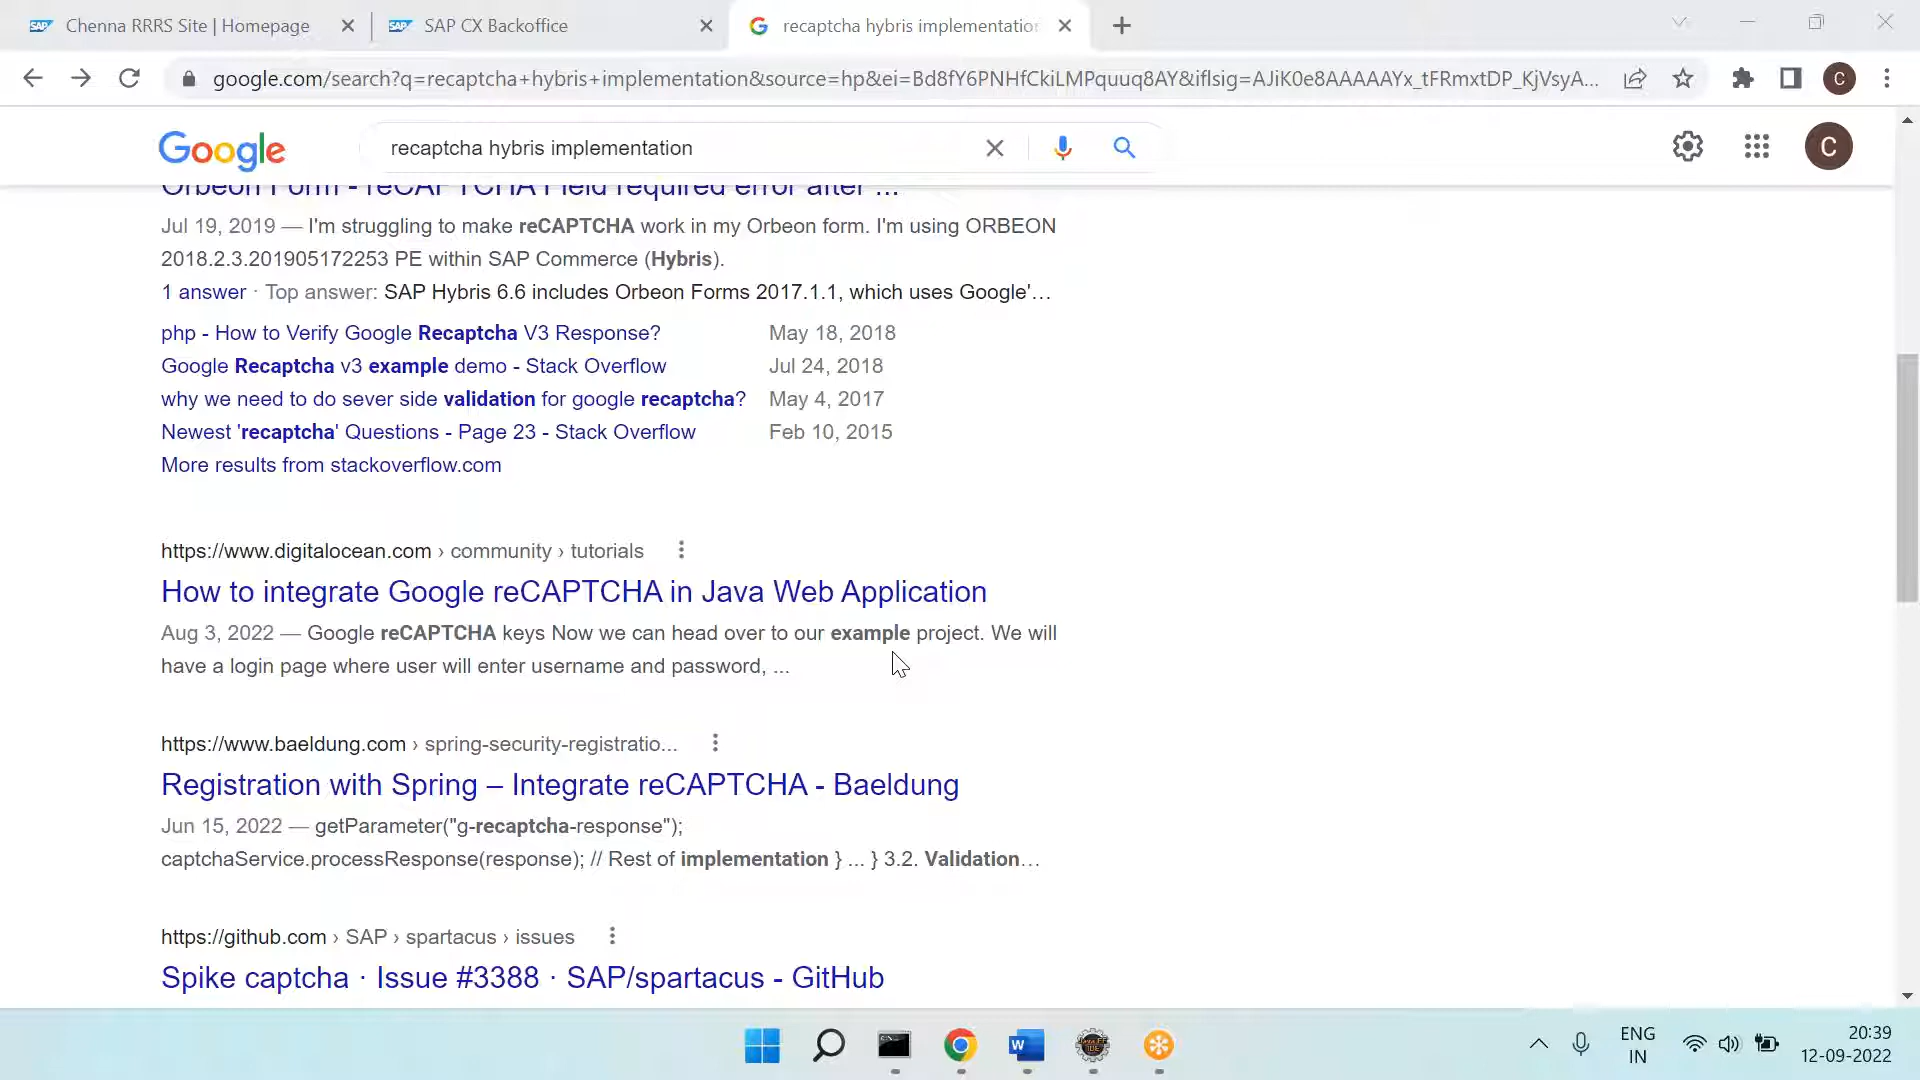 Chenna RRRS Site | Homepage
SAP CX Backoffice
recaptcha hybris implementation
google.com/search?q=recaptcha+hybris+implementation&source=hp&ei=Bd8fY6PNHfCkiLMPquuq8AY&iflsig=AJiK0e8AAAAAYx_tFRmxtDP_KjVsyA...
C
Google
recaptcha hybris implementation
C
Orbeon Form - reCAPTCHA Field required error after ...
Jul 19, 2019 — I'm struggling to make reCAPTCHA work in my Orbeon form. I'm using ORBEON
2018.2.3.201905172253 PE within SAP Commerce (Hybris).
1 answer · Top answer: SAP Hybris 6.6 includes Orbeon Forms 2017.1.1, which uses Google'...
php - How to Verify Google Recaptcha V3 Response? May 18, 2018
Google Recaptcha v3 example demo - Stack Overflow Jul 24, 2018
why we need to do sever side validation for google recaptcha? May 4, 2017
Newest 'recaptcha' Questions - Page 23 - Stack Overflow Feb 10, 2015
More results from stackoverflow.com
https://www.digitalocean.com › community › tutorials
How to integrate Google reCAPTCHA in Java Web Application
Aug 3, 2022 — Google reCAPTCHA keys Now we can head over to our example project. We will
have a login page where user will enter username and password, ...
https://www.baeldung.com › spring-security-registratio...
Registration with Spring – Integrate reCAPTCHA - Baeldung
Jun 15, 2022 — getParameter("g-recaptcha-response");
captchaService.processResponse(response); // Rest of implementation } ... } 3.2. Validation...
https://github.com › SAP › spartacus › issues
Spike captcha · Issue #3388 · SAP/spartacus - GitHub
ENG
IN
20:39
12-09-2022